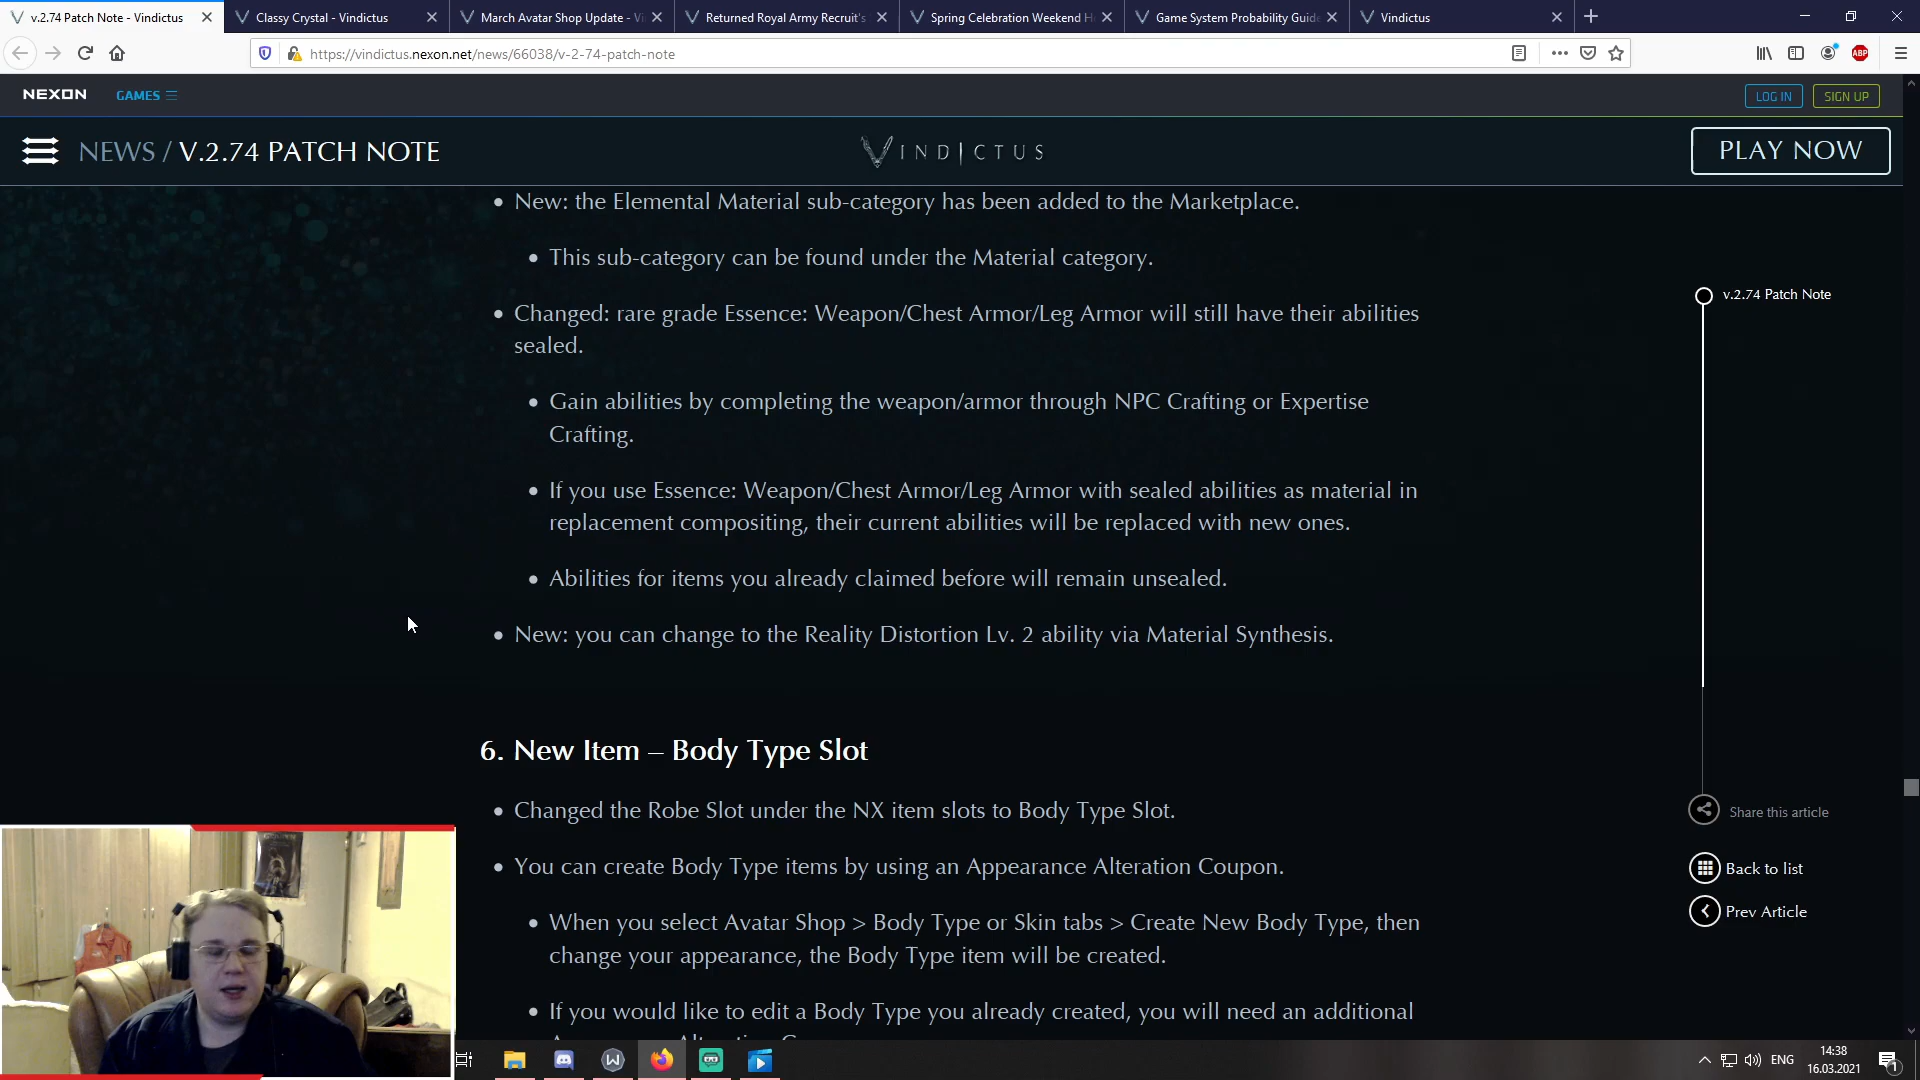 v.2.74 Patch Note - Vindictus
Classy Crystal - Vindictus
March Avatar Shop Update - Vi
Returned Royal Army Recruit's
Spring Celebration Weekend H
Game System Probability Guide
Vindictus
https://vindictus.nexon.net/news/66038/v-2-74-patch-note
ABP
NEXON
GAMES
LOG IN
SIGN UP
NEWS / V.2.74 PATCH NOTE
VINDICTUS
PLAY NOW
New: the Elemental Material sub-category has been added to the Marketplace.
This sub-category can be found under the Material category.
Changed: rare grade Essence: Weapon/Chest Armor/Leg Armor will still have their abilities
sealed.
Gain abilities by completing the weapon/armor through NPC Crafting or Expertise
Crafting.
If you use Essence: Weapon/Chest Armor/Leg Armor with sealed abilities as material in
replacement compositing, their current abilities will be replaced with new ones.
Abilities for items you already claimed before will remain unsealed.
New: you can change to the Reality Distortion Lv. 2 ability via Material Synthesis.
6. New Item – Body Type Slot
Changed the Robe Slot under the NX item slots to Body Type Slot.
You can create Body Type items by using an Appearance Alteration Coupon.
When you select Avatar Shop > Body Type or Skin tabs > Create New Body Type, then
change your appearance, the Body Type item will be created.
If you would like to edit a Body Type you already created, you will need an additional
v.2.74 Patch Note
Share this article
Back to list
Prev Article
ENG
14:38
16.03.2021
1